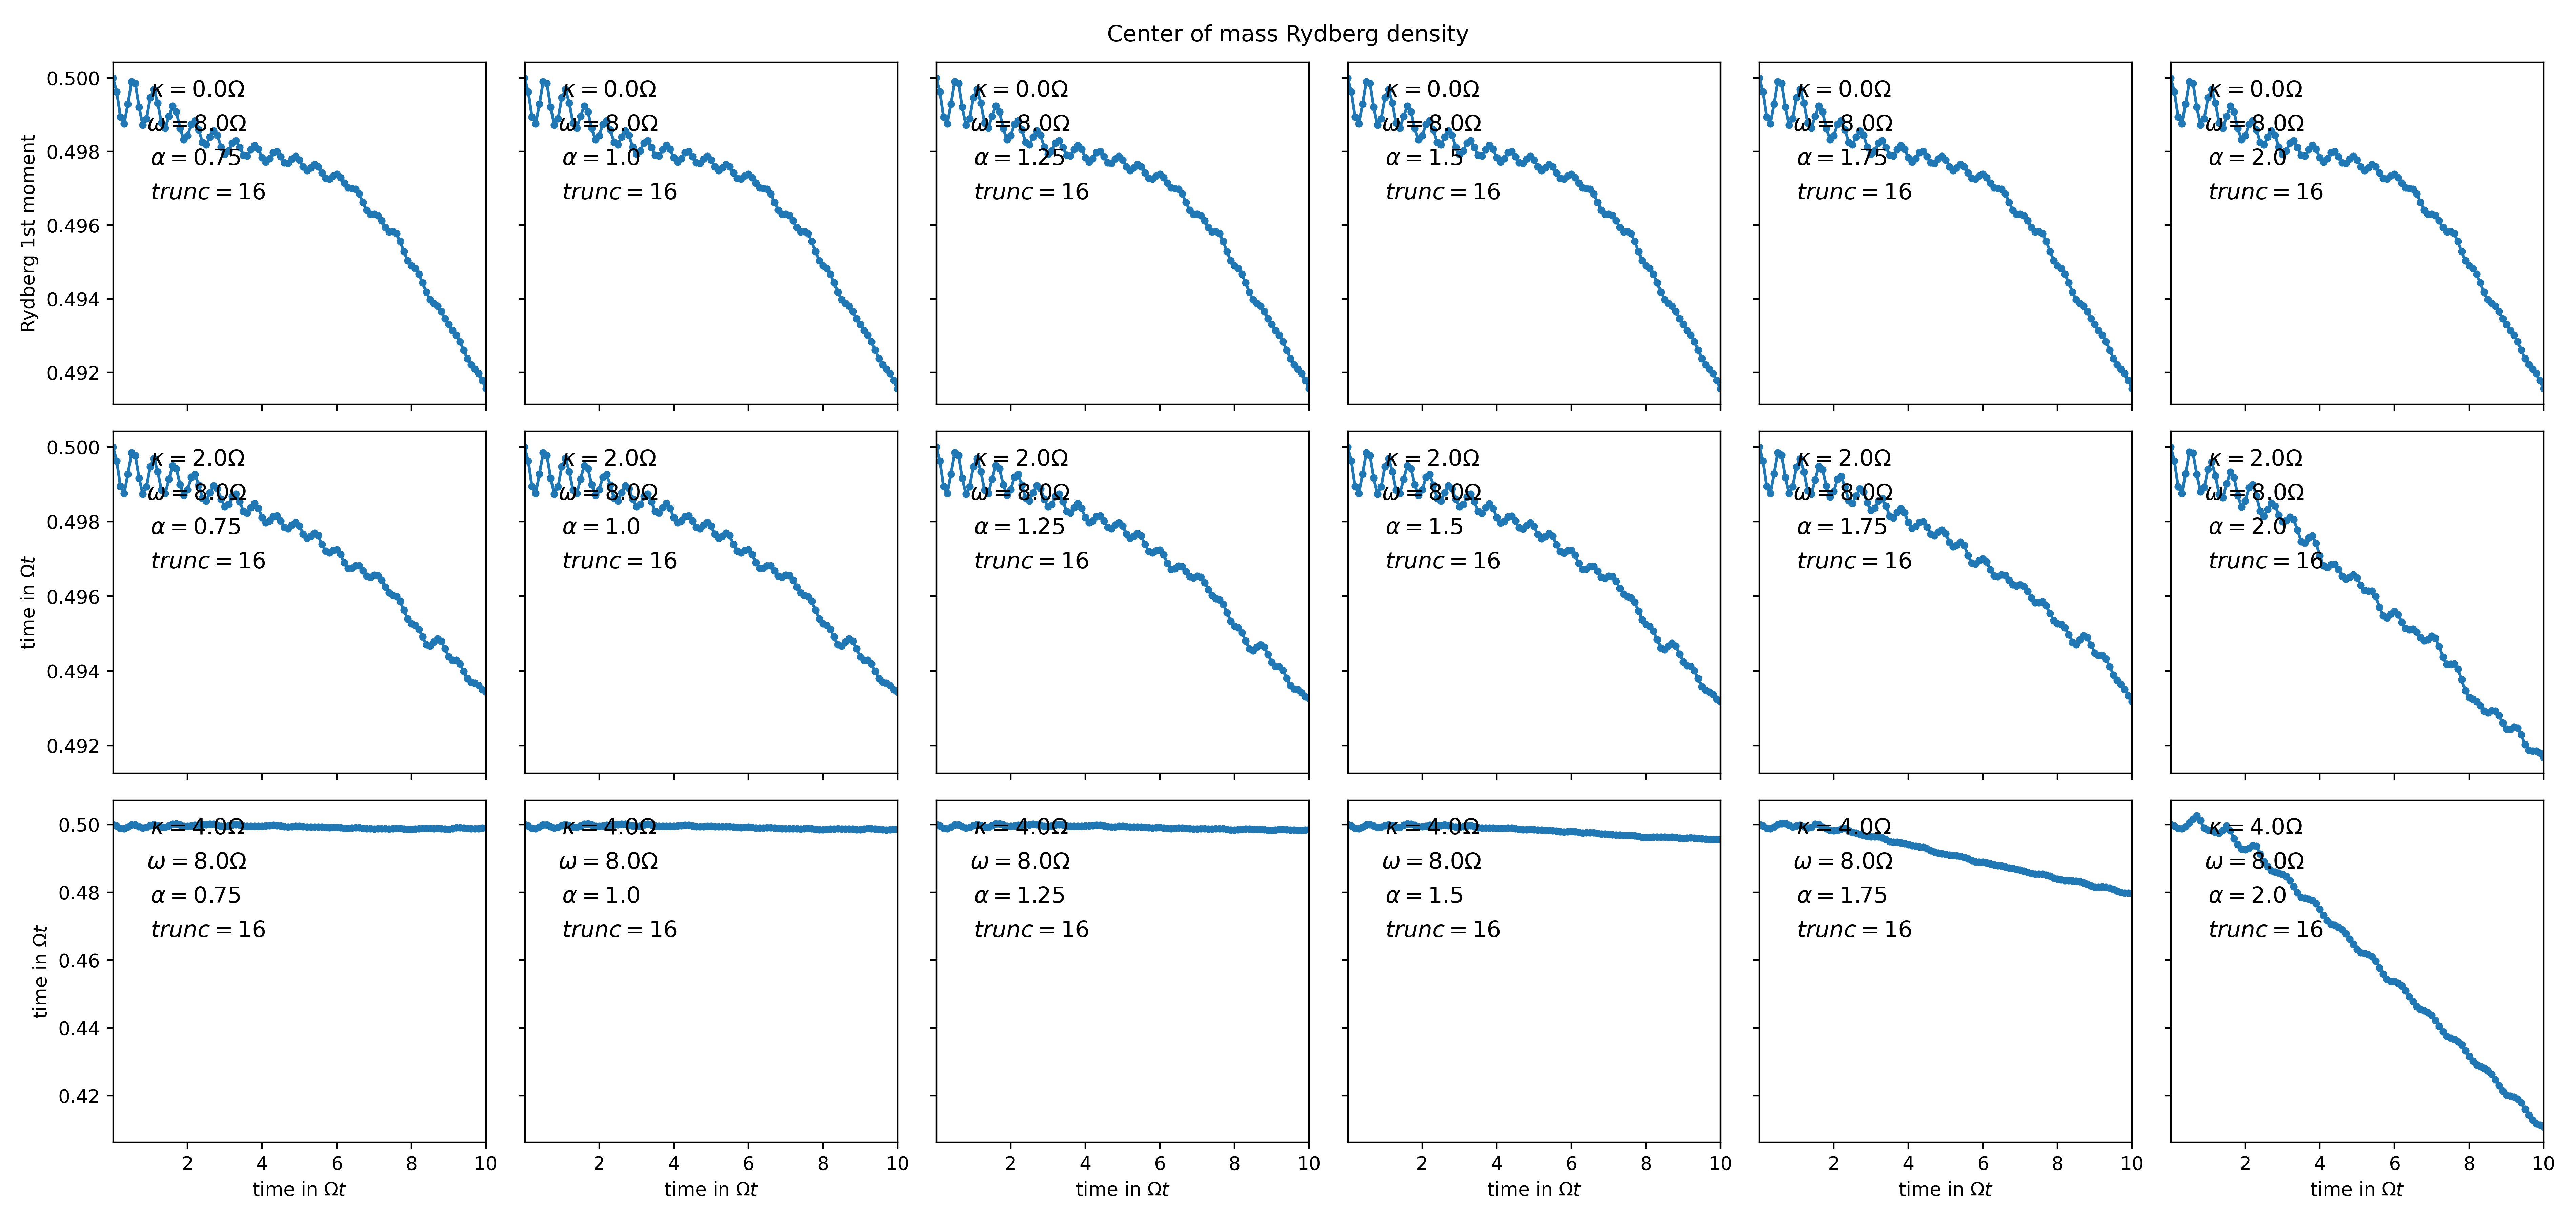 Center of mass Rydberg density
Rydberg 1st moment
0.500
0.498
0.496
0.494
0.492
κ = 0.0Ω
ω = 8.0Ω
α = 0.75
trunc = 16
κ = 0.0Ω
ω = 8.0Ω
α = 1.0
trunc = 16
κ = 0.0Ω
ω = 8.0Ω
α = 1.25
trunc = 16
κ = 0.0Ω
ω = 8.0Ω
α = 1.5
trunc = 16
κ = 0.0Ω
ω = 8.0Ω
α = 1.75
trunc = 16
κ = 0.0Ω
ω = 8.0Ω
α = 2.0
trunc = 16
time in Ωt
0.500
0.498
0.496
0.494
0.492
κ = 2.0Ω
ω = 8.0Ω
α = 0.75
trunc = 16
κ = 2.0Ω
ω = 8.0Ω
α = 1.0
trunc = 16
κ = 2.0Ω
ω = 8.0Ω
α = 1.25
trunc = 16
κ = 2.0Ω
ω = 8.0Ω
α = 1.5
trunc = 16
κ = 2.0Ω
ω = 8.0Ω
α = 1.75
trunc = 16
κ = 2.0Ω
ω = 8.0Ω
α = 2.0
trunc = 16
time in Ωt
0.50
0.48
0.46
0.44
0.42
κ = 4.0Ω
ω = 8.0Ω
α = 0.75
trunc = 16
2 4 6 8 10
time in Ωt
κ = 4.0Ω
ω = 8.0Ω
α = 1.0
trunc = 16
2 4 6 8 10
time in Ωt
κ = 4.0Ω
ω = 8.0Ω
α = 1.25
trunc = 16
2 4 6 8 10
time in Ωt
κ = 4.0Ω
ω = 8.0Ω
α = 1.5
trunc = 16
2 4 6 8 10
time in Ωt
κ = 4.0Ω
ω = 8.0Ω
α = 1.75
trunc = 16
2 4 6 8 10
time in Ωt
κ = 4.0Ω
ω = 8.0Ω
α = 2.0
trunc = 16
2 4 6 8 10
time in Ωt